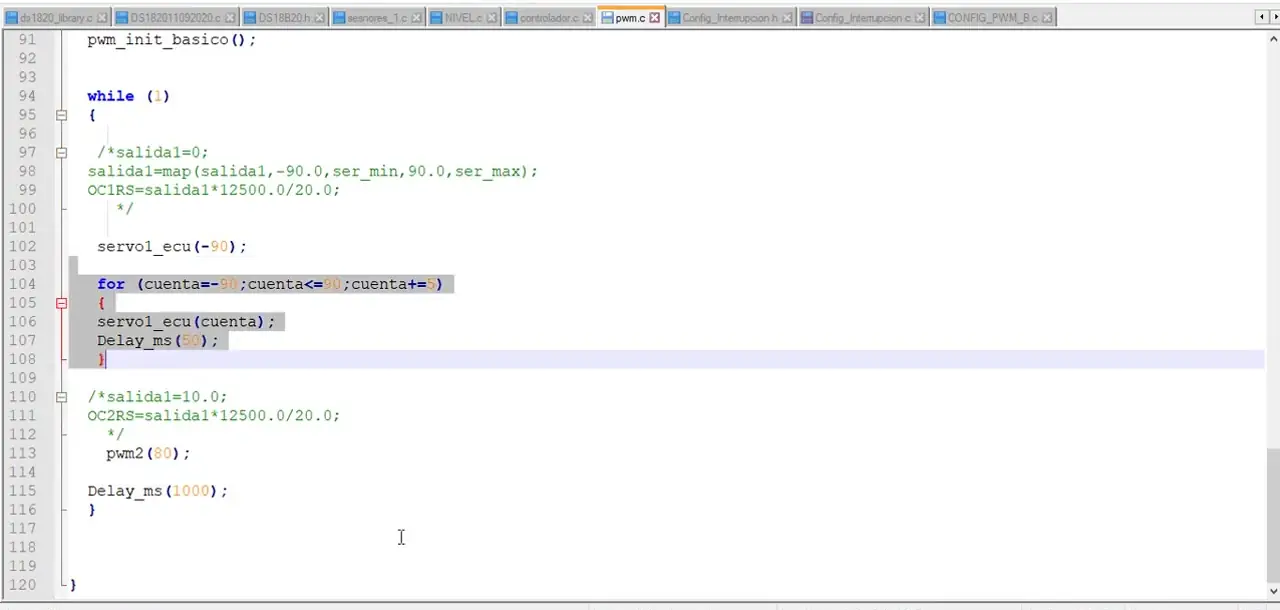 ds1820_library.c DS182011092020.c DS18B20.h sesnores_1.c NIVEL.c controlador.c pwm.c Config_Interrupcion.h Config_Interrupcion.c CONFIG_PWM_B.c
91 pwm_init_basico();
92
93
94 while (1)
95 {
96
97 /*salida1=0;
98 salida1=map(salida1,-90.0,ser_min,90.0,ser_max);
99 OC1RS=salida1*12500.0/20.0;
100 */
101
102 servo1_ecu(-90);
103
104 for (cuenta=-90;cuenta<=90;cuenta+=5)
105 {
106 servo1_ecu(cuenta);
107 Delay_ms(50);
108 }
109
110 /*salida1=10.0;
111 OC2RS=salida1*12500.0/20.0;
112 */
113 pwm2(80);
114
115 Delay_ms(1000);
116 }
117
118
119
120 }